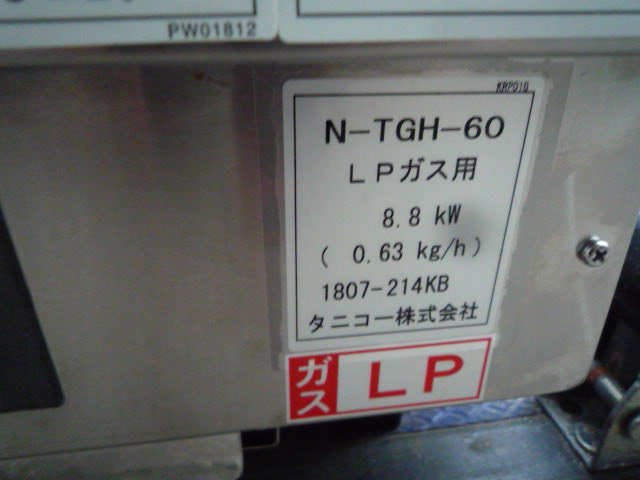 PW01812
KRP010
N-TGH-60
LPガス用
8.8 kW
( 0.63 kg/h )
1807-214KB
タニコー株式会社
ガス
LP